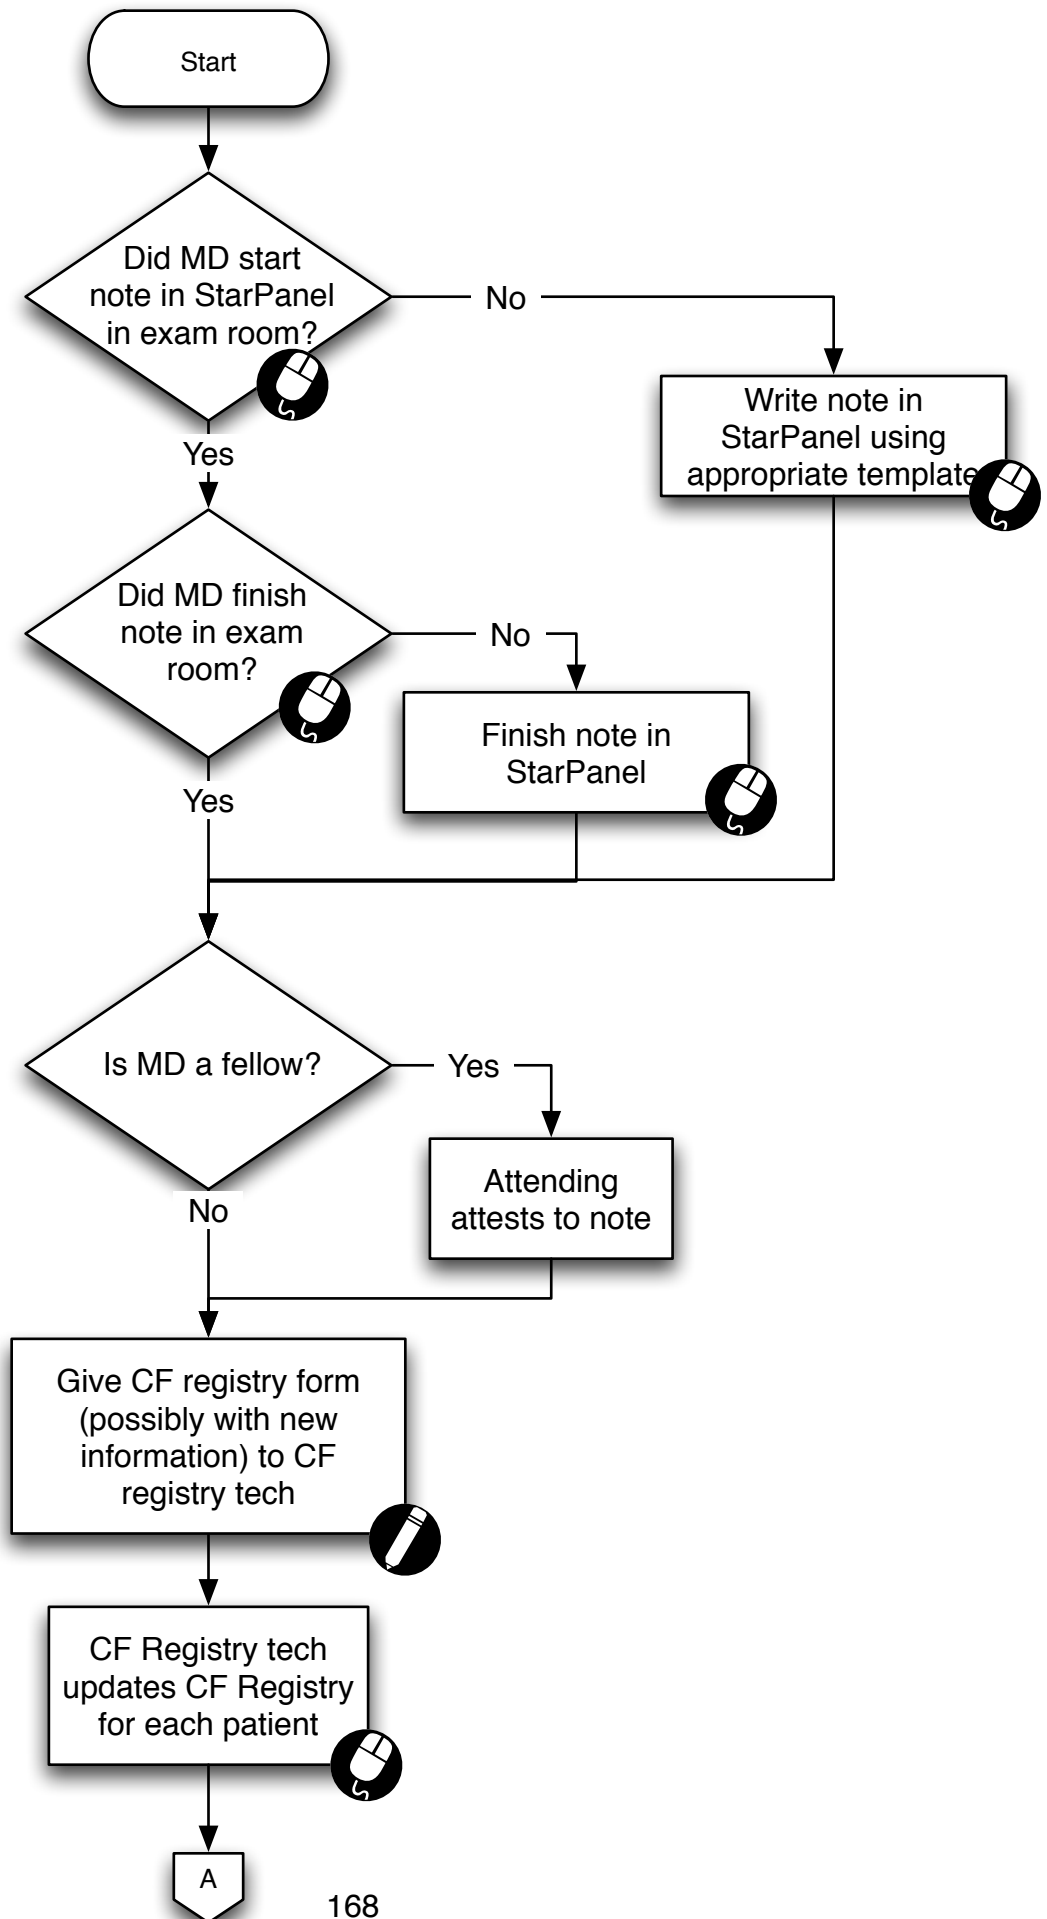 Start
Did MD start
note in StarPanel
in exam room?
No
Write note in
StarPanel using
appropriate template
Yes
Did MD finish
note in exam
room?
No
Finish note in
StarPanel
Yes
Is MD a fellow?
Yes
Attending
attests to note
No
Give CF registry form
(possibly with new
information) to CF
registry tech
CF Registry tech
updates CF Registry
for each patient
A
168